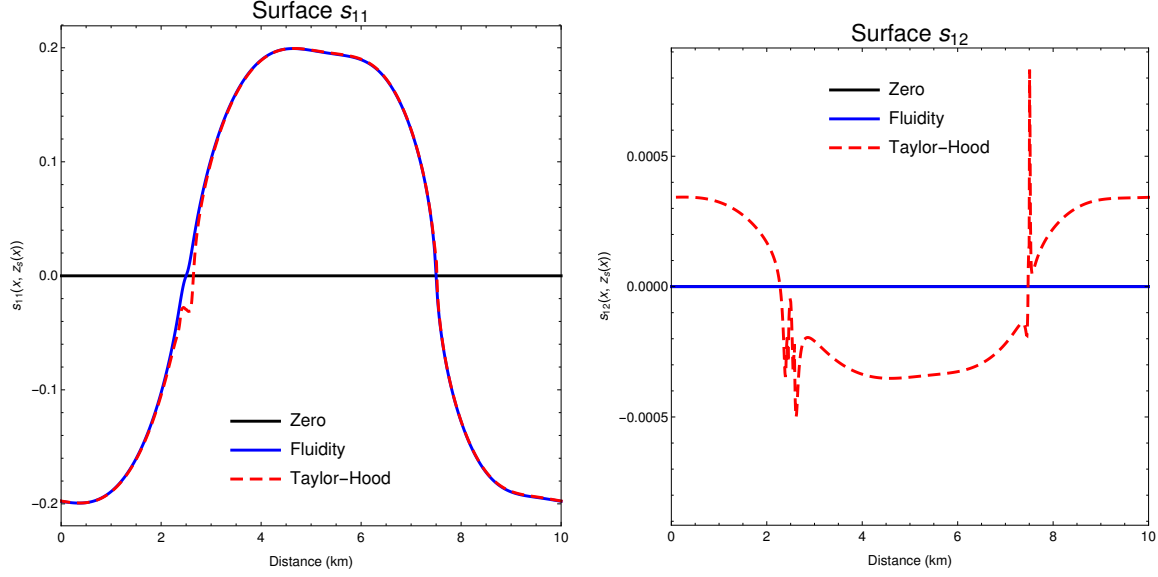 Surface s11
s11(x, zs(x))
0.2
0.1
0.0
−0.1
−0.2
Zero
Fluidity
Taylor−Hood
0 2 4 6 8 10
Distance (km)
Surface s12
s12(x, zs(x))
0.0005
0.0000
−0.0005
Zero
Fluidity
Taylor−Hood
0 2 4 6 8 10
Distance (km)